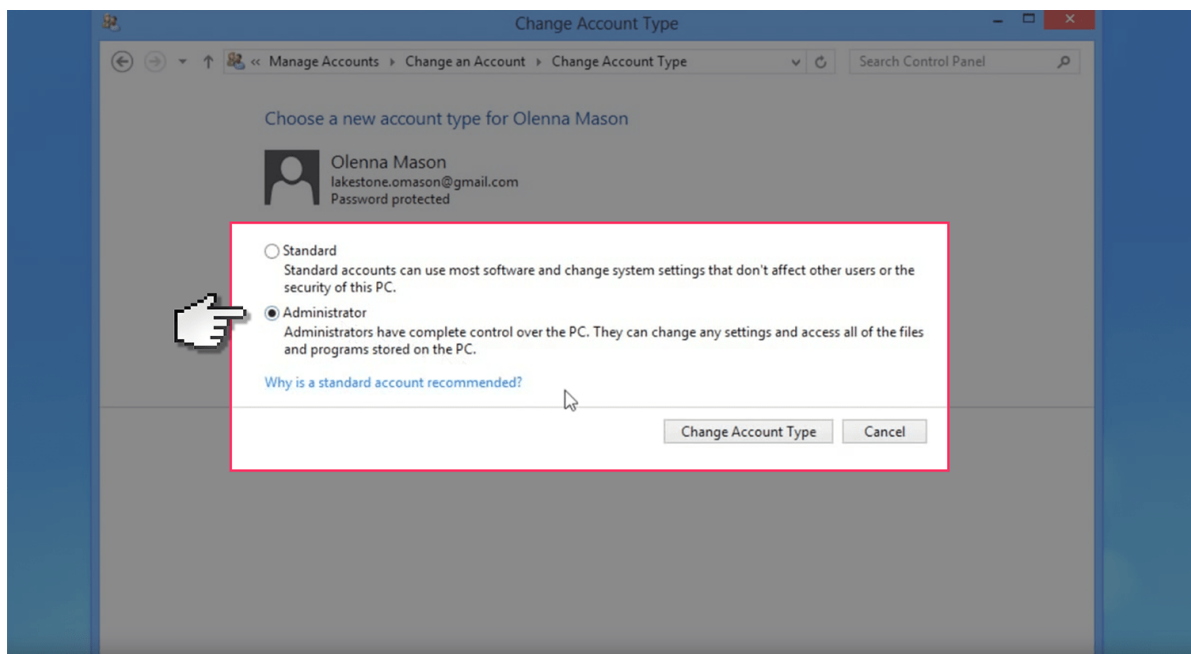 Change Account Type
« Manage Accounts Change an Account Change Account Type
Search Control Panel
Choose a new account type for Olenna Mason
Olenna Mason
lakestone.omason@gmail.com
Password protected
Standard
Standard accounts can use most software and change system settings that don't affect other users or the
security of this PC.
Administrator
Administrators have complete control over the PC. They can change any settings and access all of the files
and programs stored on the PC.
Why is a standard account recommended?
Change Account Type
Cancel